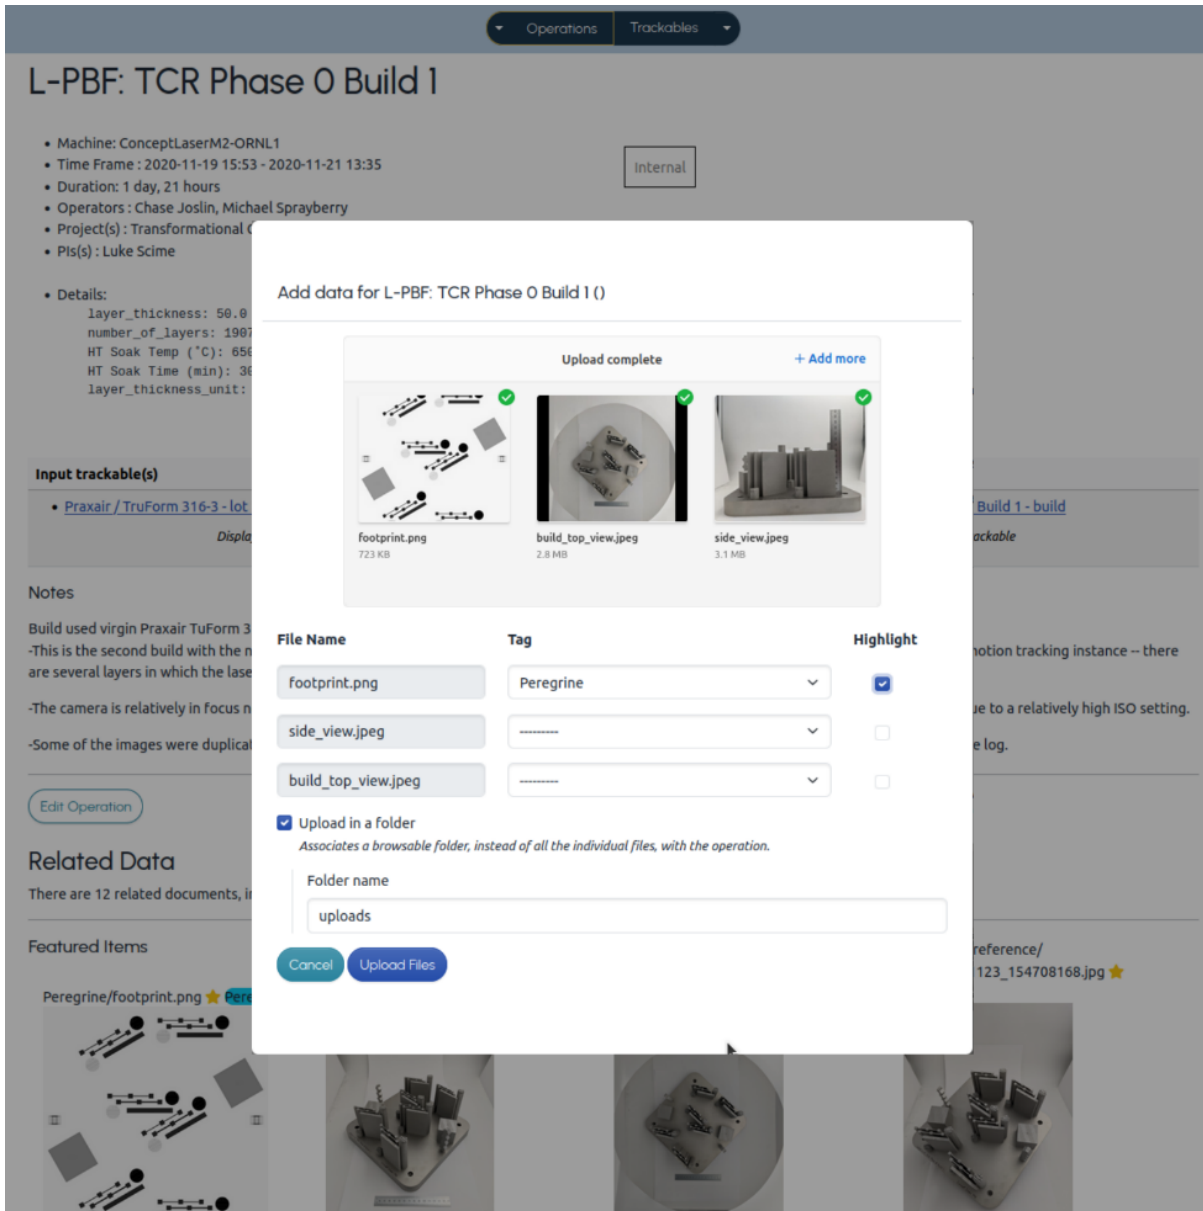 Operations Trackables
L-PBF: TCR Phase 0 Build 1
• Machine: ConceptLaserM2-ORNL1
• Time Frame : 2020-11-19 15:53 - 2020-11-21 13:35
Internal
• Duration: 1 day, 21 hours
• Operators : Chase Joslin, Michael Sprayberry
• Project(s) : Transformational
• PIs(s) : Luke Scime
• Details:
layer_thickness: 50.0
number_of_layers: 1907
HT Soak Temp (°C): 650
HT Soak Time (min): 30
layer_thickness_unit:
Add data for L-PBF: TCR Phase 0 Build 1 ()
Upload complete + Add more
footprint.png build_top_view.jpeg side_view.jpeg
723 KB 2.8 MB 3.1 MB
Input trackable(s)
• Praxair / TruForm 316-3 - lot Build 1 - build
Notes
Build used virgin Praxair TuForm 3
-This is the second build with the motion tracking instance -- there
are several layers in which the
-The camera is relatively in focus to a relatively high ISO setting.
-Some of the images were log.
File Name Tag Highlight
footprint.png Peregrine
side_view.jpeg ---------
build_top_view.jpeg ---------
Upload in a folder
Associates a browsable folder, instead of all the individual files, with the operation.
Folder name
uploads
Cancel Upload Files
Edit Operation
Related Data
There are 12 related documents,
Featured Items
reference/
123_154708168.jpg
Peregrine/footprint.png